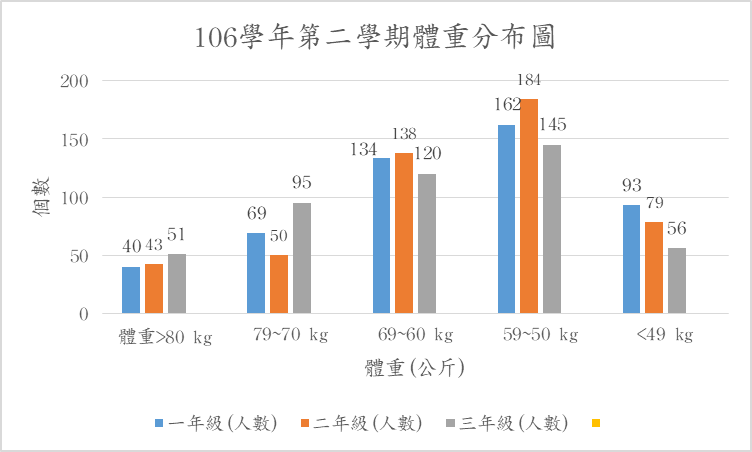 106學年第二學期體重分布圖
200
150
100
50
0
個數
40 43 51
69 50 95
134 138 120
162 184 145
93 79 56
體重>80 kg 79~70 kg 69~60 kg 59~50 kg <49 kg
體重(公斤)
一年級(人數) 二年級(人數) 三年級(人數)